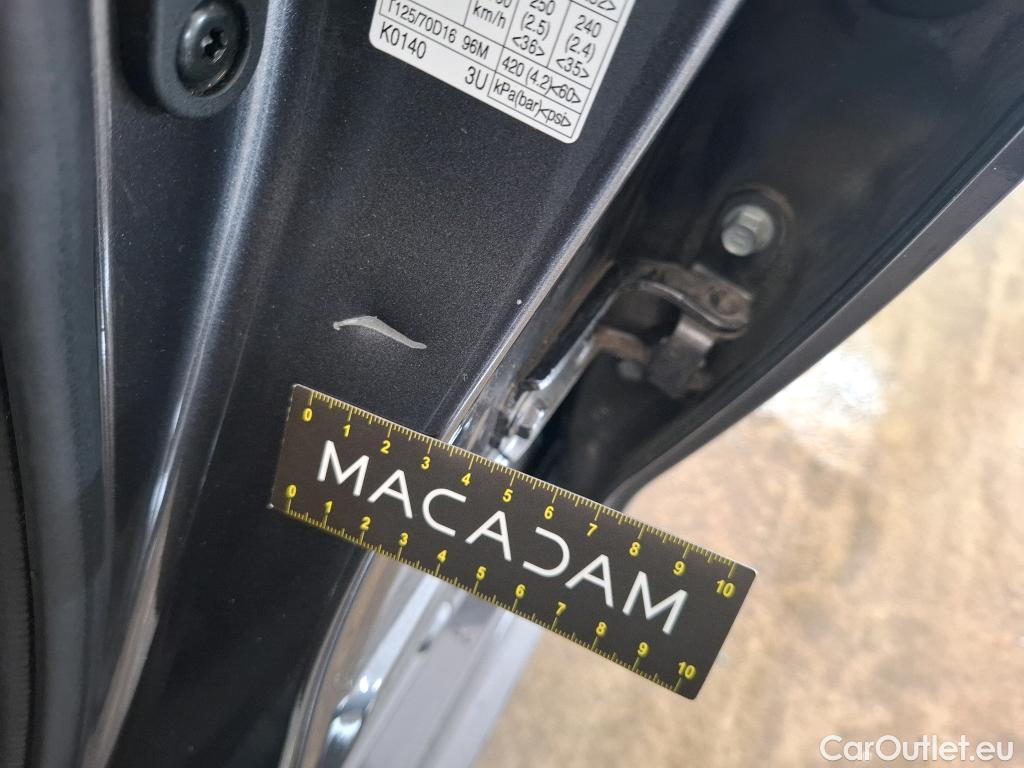 250 240
km/h (2.5) (2.4)
<36> <35>
T125/70D16 96M 420 (4.2)<60>
K0140 3U kPa(bar)<psi>
0 1 2 3 4 5 6 7 8 9 10
MACADAM
0 1 2 3 4 5 6 7 8 9 10
CarOutlet.eu